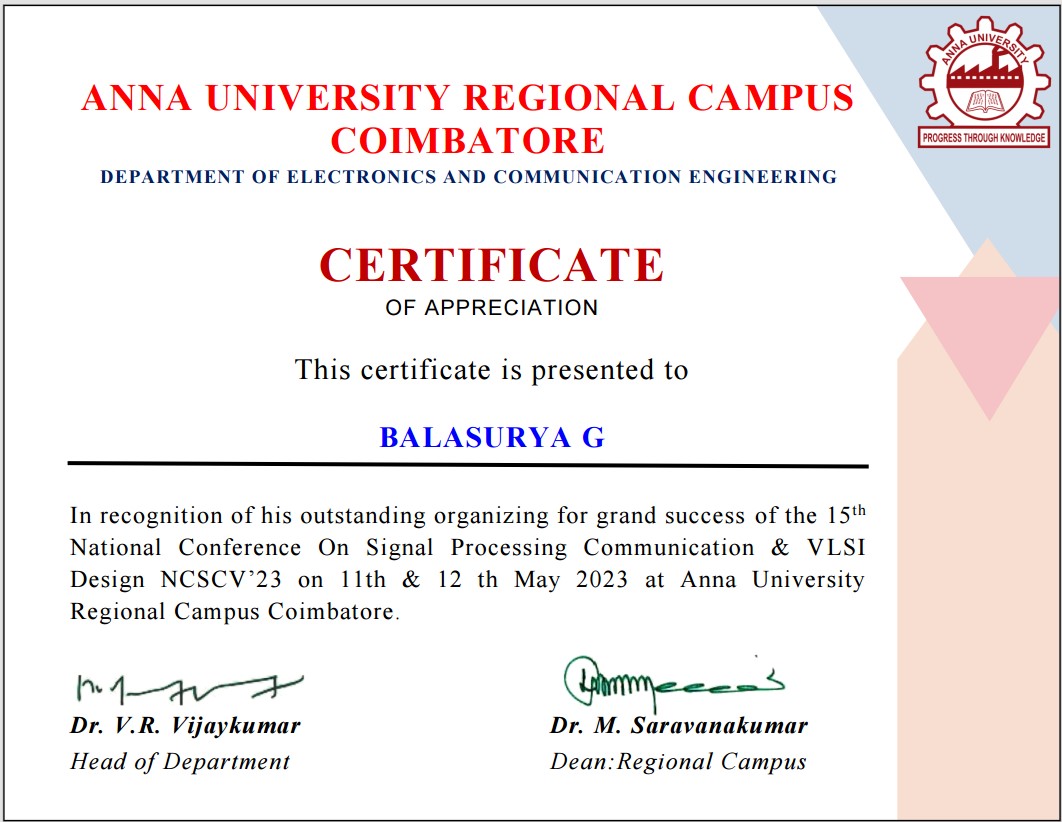 ANNA UNIVERSITY
PROGRESS THROUGH KNOWLEDGE
ANNA UNIVERSITY REGIONAL CAMPUS
COIMBATORE
DEPARTMENT OF ELECTRONICS AND COMMUNICATION ENGINEERING
CERTIFICATE
OF APPRECIATION
This certificate is presented to
BALASURYA G
In recognition of his outstanding organizing for grand success of the 15th
National Conference On Signal Processing Communication & VLSI
Design NCSCV’23 on 11th & 12 th May 2023 at Anna University
Regional Campus Coimbatore.
Dr. V.R. Vijaykumar
Head of Department
Dr. M. Saravanakumar
Dean:Regional Campus